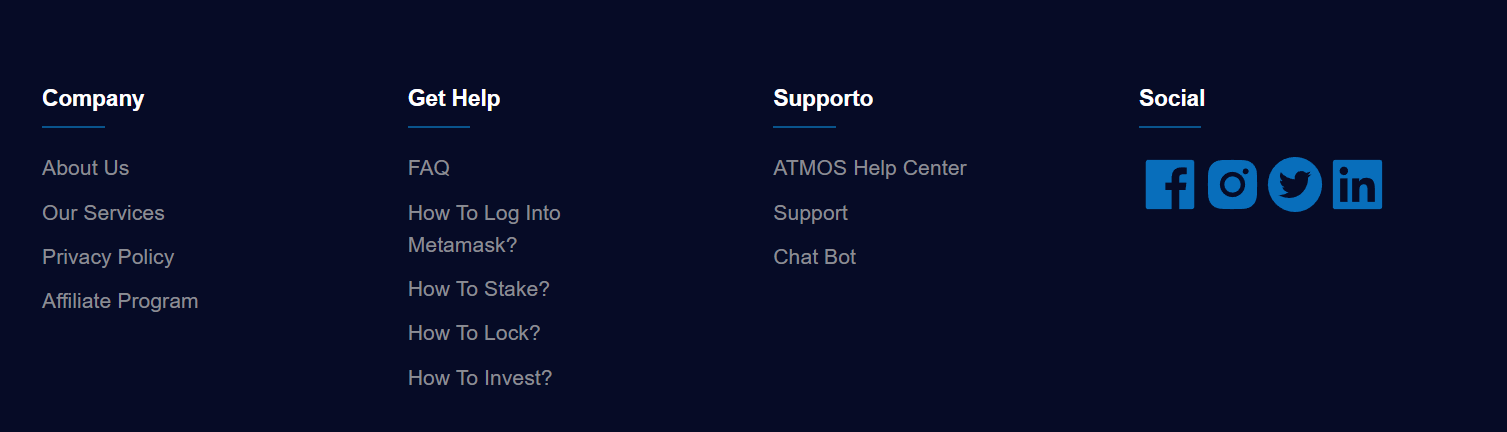 Company
About Us
Our Services
Privacy Policy
Affiliate Program
Get Help
FAQ
How To Log Into
Metamask?
How To Stake?
How To Lock?
How To Invest?
Supporto
ATMOS Help Center
Support
Chat Bot
Social